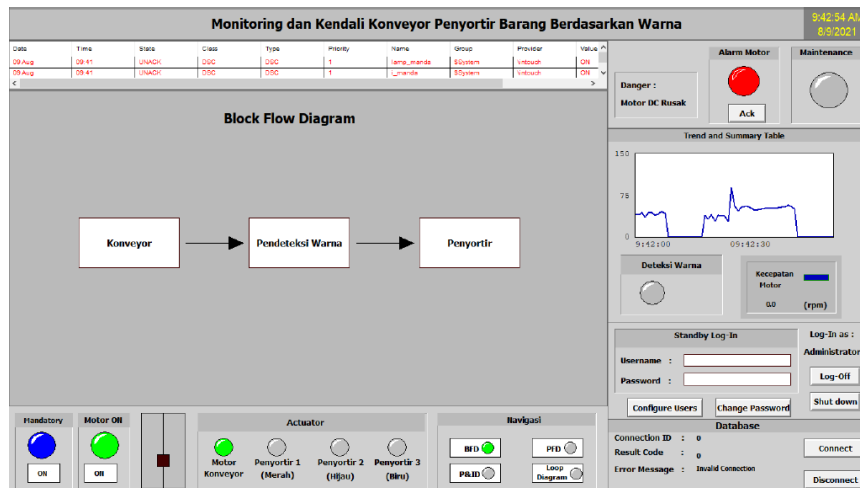 Monitoring dan Kendali Konveyor Penyortir Barang Berdasarkan Warna
9:42:54 AM
8/9/2021
Date Time State Class Type Priority Name Group Provider Value
09 Aug 09:41 UNACK DSC DSC 1 lamp_manda $System \intouch ON
09 Aug 09:41 UNACK DSC DSC 1 i_manda $System \intouch ON
Block Flow Diagram
Konveyor
Pendeteksi Warna
Penyortir
Alarm Motor
Maintenance
Danger :
Motor DC Rusak
Ack
Trend and Summary Table
150
75
0
9:42:00 09:42:30
Deteksi Warna
Kecepatan
Motor
0.0 (rpm)
Standby Log-In
Username :
Password :
Configure Users
Change Password
Log-In as :
Administrator
Log-Off
Shut down
Database
Connection ID : 0
Result Code : 0
Error Message : Invalid Connection
Connect
Disconnect
Mandatory
ON
Motor ON
ON
Actuator
Motor
Konveyor
Penyortir 1
(Merah)
Penyortir 2
(Hijau)
Penyortir 3
(Biru)
Navigasi
BFD
PFD
P&ID
Loop
Diagram